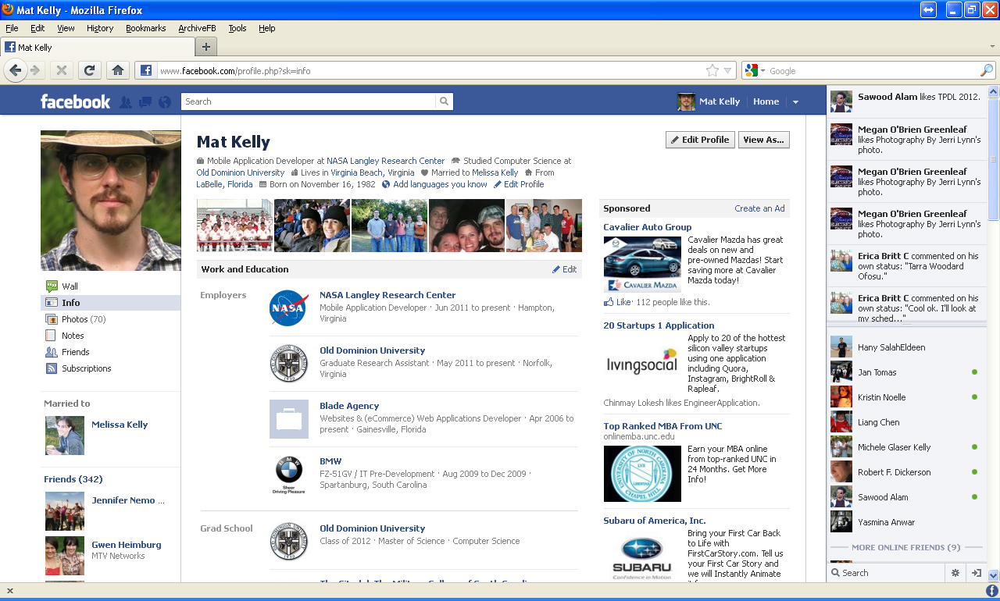 Mat Kelly - Mozilla Firefox
File Edit View History Bookmarks ArchiveFB Tools Help
Mat Kelly
www.facebook.com/profile.php?sk=info
Google
facebook
Search
Mat Kelly Home
Mat Kelly
Edit Profile View As...
Mobile Application Developer at NASA Langley Research Center Studied Computer Science at
Old Dominion University Lives in Virginia Beach, Virginia Married to Melissa Kelly From
LaBelle, Florida Born on November 16, 1982 Add languages you know Edit Profile
Wall
Info
Photos (70)
Notes
Friends
Subscriptions
Married to
Melissa Kelly
Friends (342)
Jennifer Nemo ...
Gwen Heimburg
MTV Networks
Work and Education Edit
Employers
NASA
NASA Langley Research Center
Mobile Application Developer · Jun 2011 to present · Hampton,
Virginia
Old Dominion University
Graduate Research Assistant · May 2011 to present · Norfolk,
Virginia
Blade Agency
Websites & (eCommerce) Web Applications Developer · Apr 2006 to
present · Gainesville, Florida
BMW
Sheer
Driving Pleasure
BMW
FZ-51GV / IT Pre-Development · Aug 2009 to Dec 2009 ·
Spartanburg, South Carolina
Grad School
Old Dominion University
Class of 2012 · Master of Science · Computer Science
Sponsored Create an Ad
Cavalier Auto Group
CAVALIER MAZDA
Cavalier Mazda has great
deals on new and
pre-owned Mazdas! Start
saving more at Cavalier
Mazda today!
Like · 112 people like this.
20 Startups 1 Application
livingsocial
Apply to 20 of the hottest
silicon valley startups
using one application
including Quora,
Instagram, BrightRoll &
Rapleaf.
Chinmay Lokesh likes EngineerApplication.
Top Ranked MBA From UNC
onlinemba.unc.edu
Earn your MBA online
from top-ranked UNC in
24 Months. Get More
Info!
Subaru of America, Inc.
SUBARU
Confidence in Motion
Bring your First Car Back
to Life with
FirstCarStory.com. Tell us
your First Car Story and
we will Instantly Animate
Sawood Alam likes TPDL 2012.
Megan O'Brien Greenleaf
likes Photography By Jerri Lynn's
photo.
Megan O'Brien Greenleaf
likes Photography By Jerri Lynn's
photo.
Megan O'Brien Greenleaf
likes Photography By Jerri Lynn's
photo.
Erica Britt C commented on his
own status: "Tarra Woodard
Ofosu."
Erica Britt C commented on his
own status: "Cool ok. I'll look at
my sched..."
Hany SalahEldeen
Jan Tomas
Kristin Noelle
Liang Chen
Michele Glaser Kelly
Robert F. Dickerson
Sawood Alam
Yasmina Anwar
MORE ONLINE FRIENDS (9)
Search